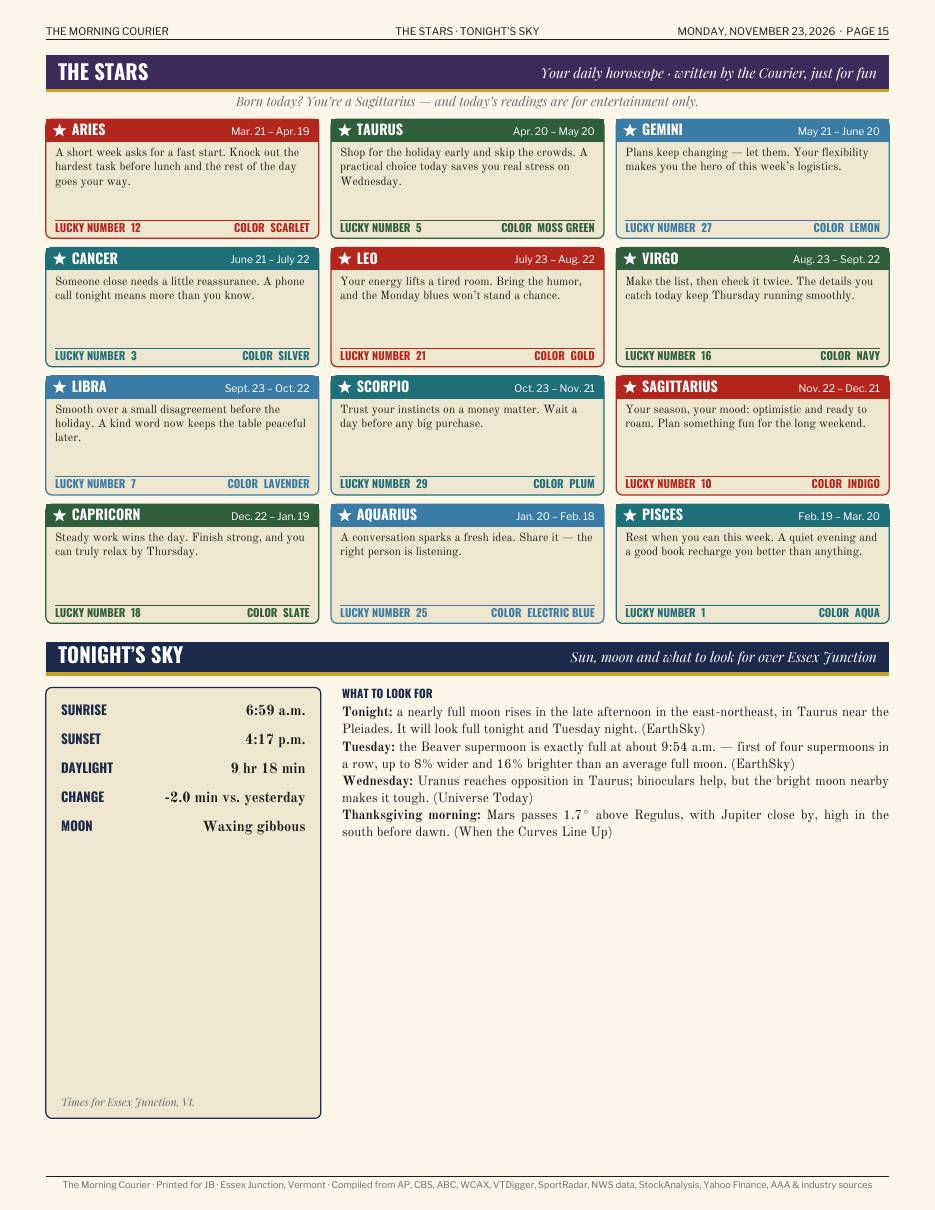 THE MORNING COURIER
THE STARS · TONIGHT'S SKY
MONDAY, NOVEMBER 23, 2026 · PAGE 15
THE STARS
Your daily horoscope · written by the Courier, just for fun
Born today? You're a Sagittarius — and today's readings are for entertainment only.
★ ARIES Mar. 21 – Apr. 19
A short week asks for a fast start. Knock out the
hardest task before lunch and the rest of the day
goes your way.
LUCKY NUMBER 12 COLOR SCARLET
★ TAURUS Apr. 20 – May 20
Shop for the holiday early and skip the crowds. A
practical choice today saves you real stress on
Wednesday.
LUCKY NUMBER 5 COLOR MOSS GREEN
★ GEMINI May 21 – June 20
Plans keep changing — let them. Your flexibility
makes you the hero of this week's logistics.
LUCKY NUMBER 27 COLOR LEMON
★ CANCER June 21 – July 22
Someone close needs a little reassurance. A phone
call tonight means more than you know.
LUCKY NUMBER 3 COLOR SILVER
★ LEO July 23 – Aug. 22
Your energy lifts a tired room. Bring the humor,
and the Monday blues won't stand a chance.
LUCKY NUMBER 21 COLOR GOLD
★ VIRGO Aug. 23 – Sept. 22
Make the list, then check it twice. The details you
catch today keep Thursday running smoothly.
LUCKY NUMBER 16 COLOR NAVY
★ LIBRA Sept. 23 – Oct. 22
Smooth over a small disagreement before the
holiday. A kind word now keeps the table peaceful
later.
LUCKY NUMBER 7 COLOR LAVENDER
★ SCORPIO Oct. 23 – Nov. 21
Trust your instincts on a money matter. Wait a
day before any big purchase.
LUCKY NUMBER 29 COLOR PLUM
★ SAGITTARIUS Nov. 22 – Dec. 21
Your season, your mood: optimistic and ready to
roam. Plan something fun for the long weekend.
LUCKY NUMBER 10 COLOR INDIGO
★ CAPRICORN Dec. 22 – Jan. 19
Steady work wins the day. Finish strong, and you
can truly relax by Thursday.
LUCKY NUMBER 18 COLOR SLATE
★ AQUARIUS Jan. 20 – Feb. 18
A conversation sparks a fresh idea. Share it — the
right person is listening.
LUCKY NUMBER 25 COLOR ELECTRIC BLUE
★ PISCES Feb. 19 – Mar. 20
Rest when you can this week. A quiet evening and
a good book recharge you better than anything.
LUCKY NUMBER 1 COLOR AQUA
TONIGHT'S SKY
Sun, moon and what to look for over Essex Junction
SUNRISE 6:59 a.m.
SUNSET 4:17 p.m.
DAYLIGHT 9 hr 18 min
CHANGE -2.0 min vs. yesterday
MOON Waxing gibbous
Times for Essex Junction, Vt.
WHAT TO LOOK FOR
Tonight: a nearly full moon rises in the late afternoon in the east-northeast, in Taurus near the
Pleiades. It will look full tonight and Tuesday night. (EarthSky)
Tuesday: the Beaver supermoon is exactly full at about 9:54 a.m. — first of four supermoons in
a row, up to 8% wider and 16% brighter than an average full moon. (EarthSky)
Wednesday: Uranus reaches opposition in Taurus; binoculars help, but the bright moon nearby
makes it tough. (Universe Today)
Thanksgiving morning: Mars passes 1.7° above Regulus, with Jupiter close by, high in the
south before dawn. (When the Curves Line Up)
The Morning Courier · Printed for JB · Essex Junction, Vermont · Compiled from AP, CBS, ABC, WCAX, VTDigger, SportRadar, NWS data, StockAnalysis, Yahoo Finance, AAA & industry sources